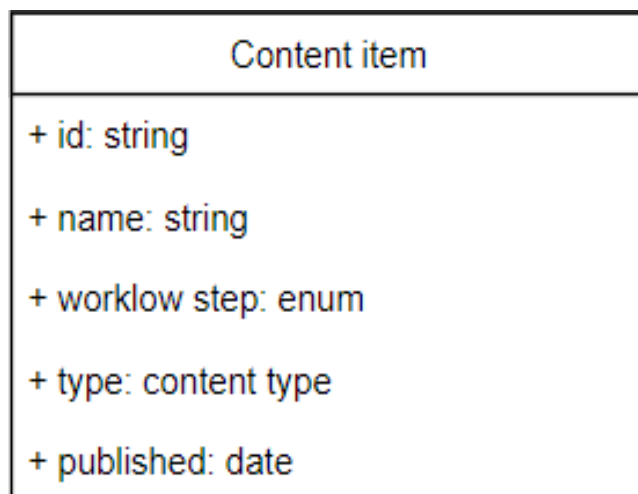 Content item
+ id: string
+ name: string
+ worklow step: enum
+ type: content type
+ published: date